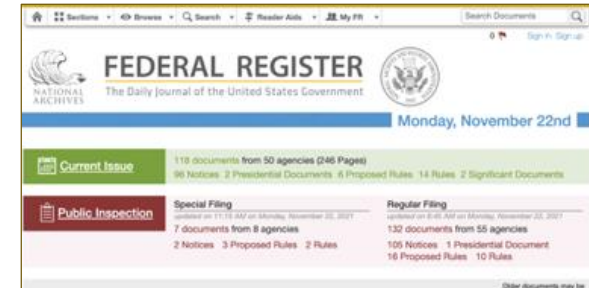 Sections Browse Search Reader Aids My FR Search Documents
0 Sign in Sign up
NATIONAL ARCHIVES
FEDERAL REGISTER
The Daily Journal of the United States Government
Monday, November 22nd
Current Issue
118 documents from 50 agencies (246 Pages)
96 Notices 2 Presidential Documents 6 Proposed Rules 14 Rules 2 Significant Documents
Public Inspection
Special Filing
updated on 11:15 AM on Monday, November 22, 2021
7 documents from 8 agencies
2 Notices 3 Proposed Rules 2 Rules
Regular Filing
updated on 8:45 AM on Monday, November 22, 2021
132 documents from 55 agencies
105 Notices 1 Presidential Document
16 Proposed Rules 10 Rules
Older documents may be